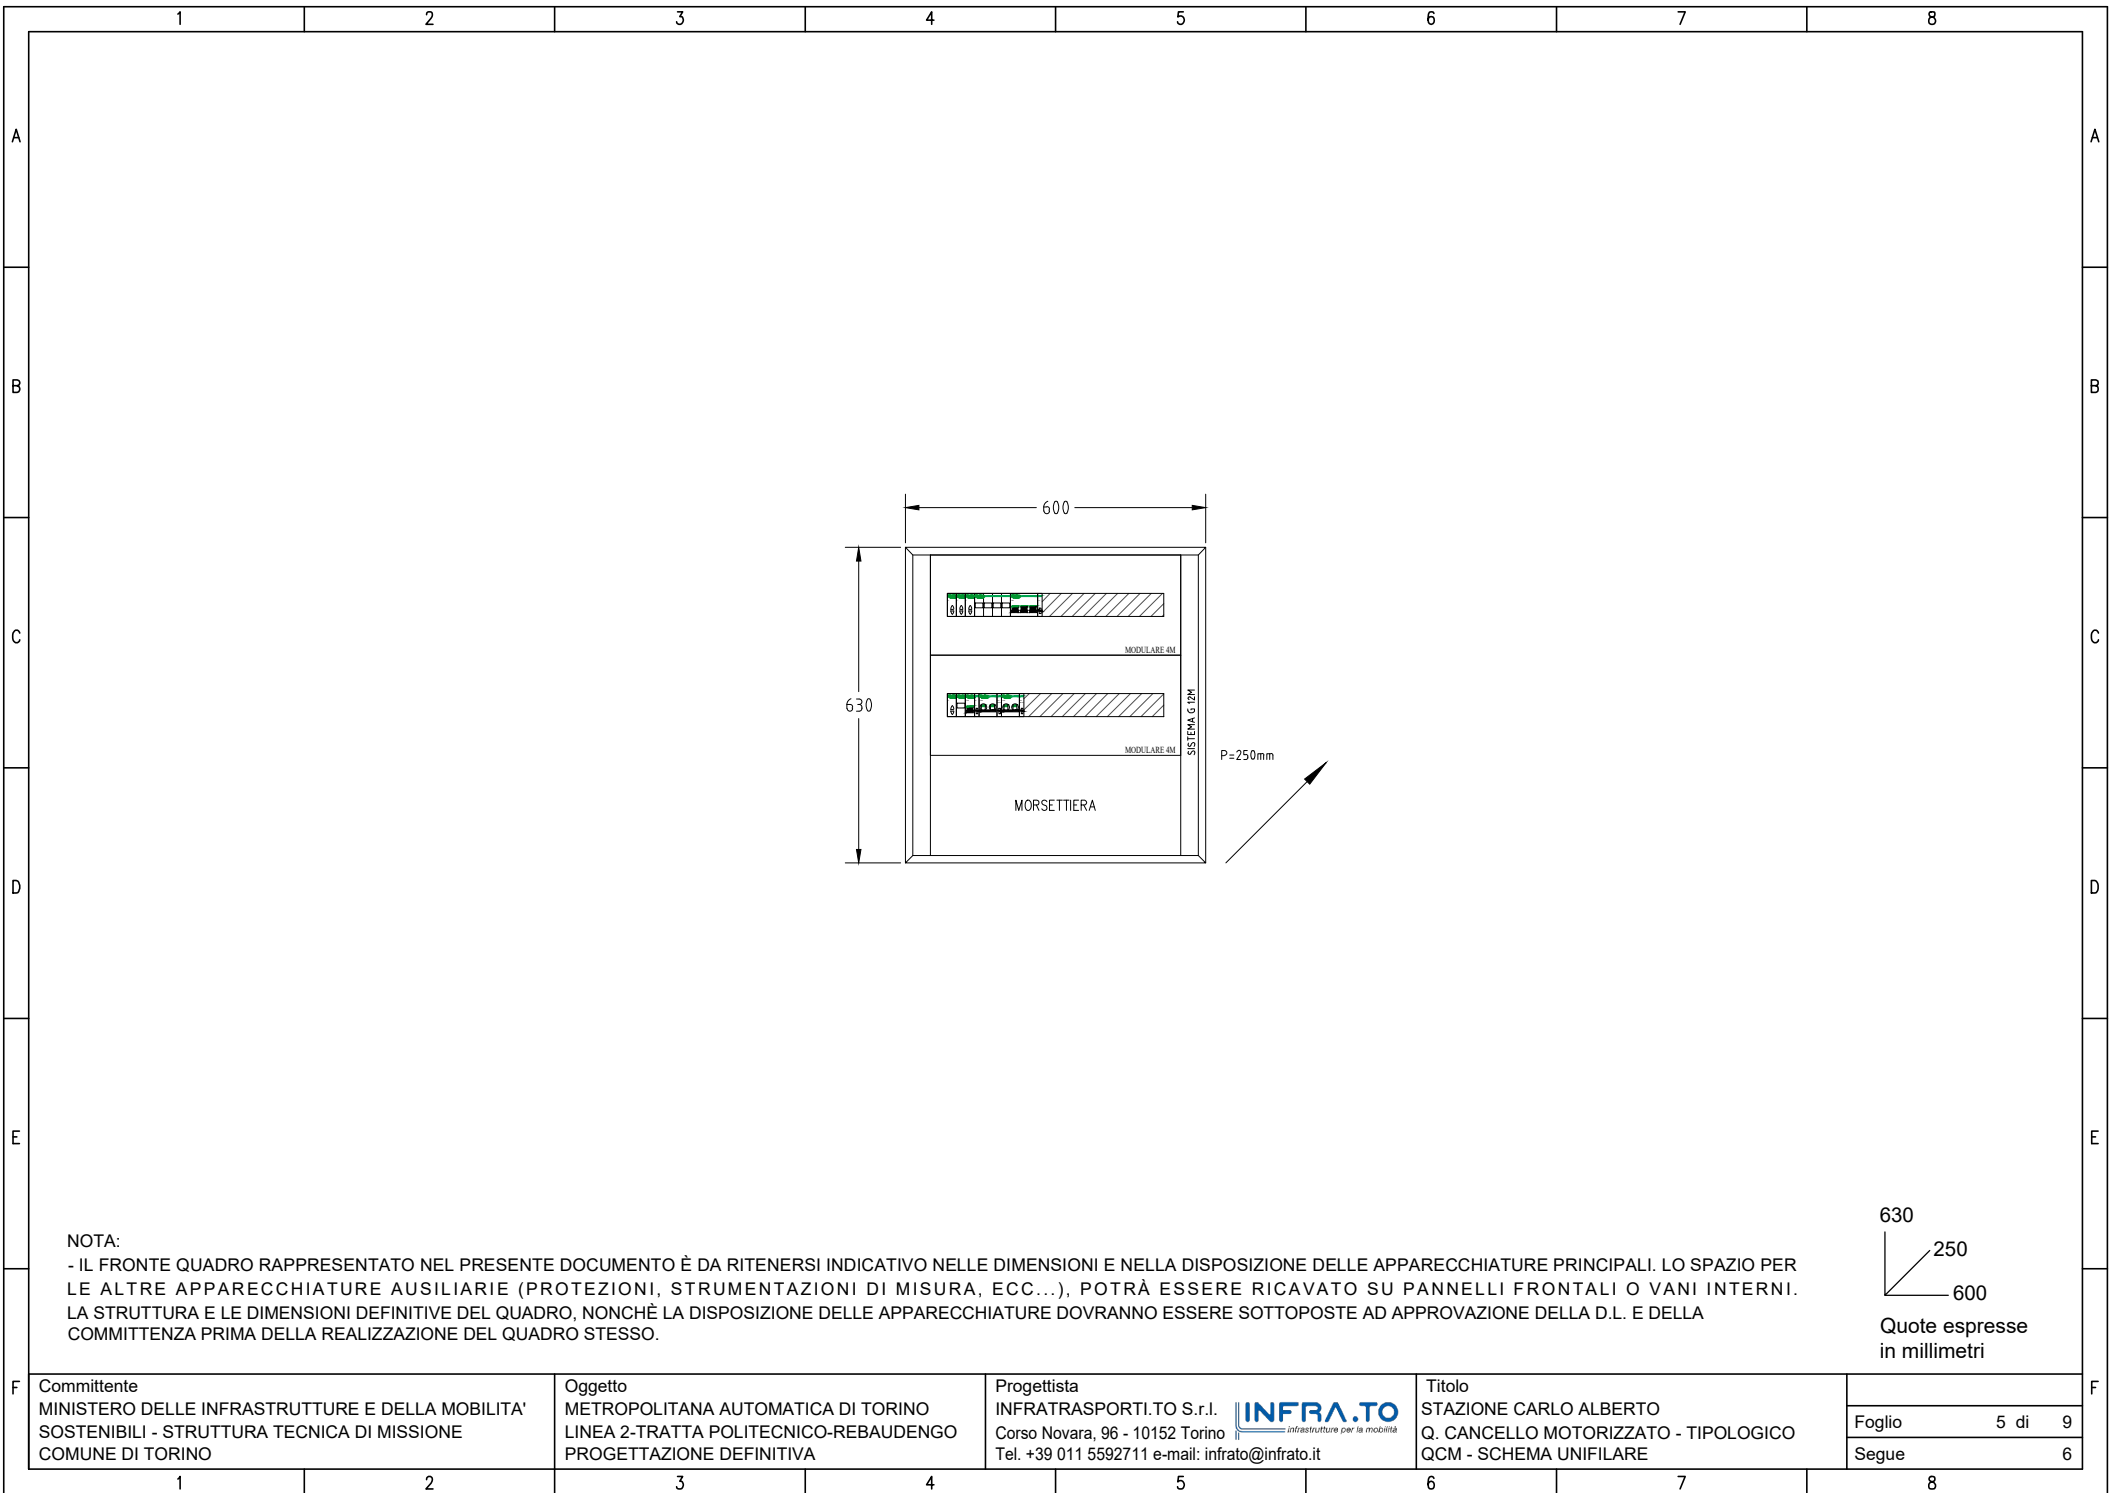 1 2 3 4 5 6 7 8
A A
B B
C C
D D
E E
F F
600
630
MODULARE 4M
MODULARE 4M
SISTEMA G 12M
P=250mm
MORSETTIERA
NOTA:
- IL FRONTE QUADRO RAPPRESENTATO NEL PRESENTE DOCUMENTO È DA RITENERSI INDICATIVO NELLE DIMENSIONI E NELLA DISPOSIZIONE DELLE APPARECCHIATURE PRINCIPALI. LO SPAZIO PER
LE ALTRE APPARECCHIATURE AUSILIARIE (PROTEZIONI, STRUMENTAZIONI DI MISURA, ECC...), POTRÀ ESSERE RICAVATO SU PANNELLI FRONTALI O VANI INTERNI.
LA STRUTTURA E LE DIMENSIONI DEFINITIVE DEL QUADRO, NONCHÈ LA DISPOSIZIONE DELLE APPARECCHIATURE DOVRANNO ESSERE SOTTOPOSTE AD APPROVAZIONE DELLA D.L. E DELLA
COMMITTENZA PRIMA DELLA REALIZZAZIONE DEL QUADRO STESSO.
630
250
600
Quote espresse
in millimetri
Committente
MINISTERO DELLE INFRASTRUTTURE E DELLA MOBILITA'
SOSTENIBILI - STRUTTURA TECNICA DI MISSIONE
COMUNE DI TORINO
Oggetto
METROPOLITANA AUTOMATICA DI TORINO
LINEA 2-TRATTA POLITECNICO-REBAUDENGO
PROGETTAZIONE DEFINITIVA
Progettista
INFRATRASPORTI.TO S.r.l.
Corso Novara, 96 - 10152 Torino
Tel. +39 011 5592711 e-mail: infrato@infrato.it
INFRA.TO
infrastrutture per la mobilità
Titolo
STAZIONE CARLO ALBERTO
Q. CANCELLO MOTORIZZATO - TIPOLOGICO
QCM - SCHEMA UNIFILARE
Foglio 5 di 9
Segue 6
1 2 3 4 5 6 7 8